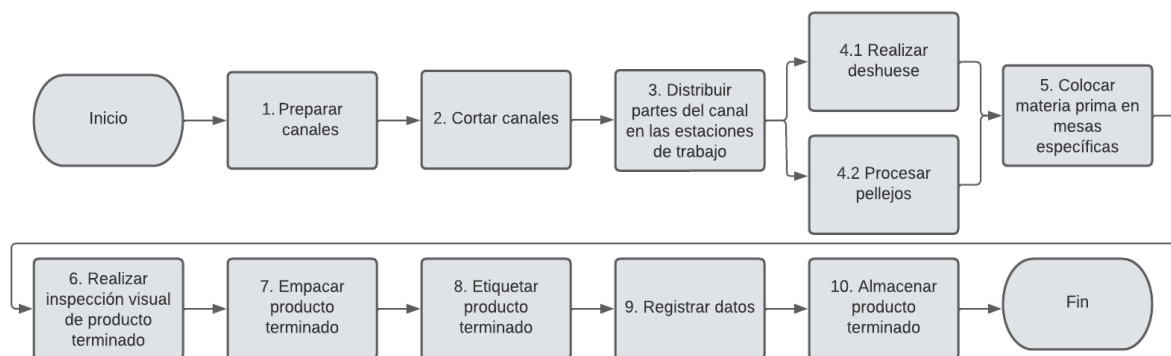 Inicio
1. Preparar
canales
2. Cortar canales
3. Distribuir
partes del canal
en las estaciones
de trabajo
4.1 Realizar
deshuese
4.2 Procesar
pellejos
5. Colocar
materia prima en
mesas
específicas
6. Realizar
inspección visual
de producto
terminado
7. Empacar
producto
terminado
8. Etiquetar
producto
terminado
9. Registrar datos
10. Almacenar
producto
terminado
Fin